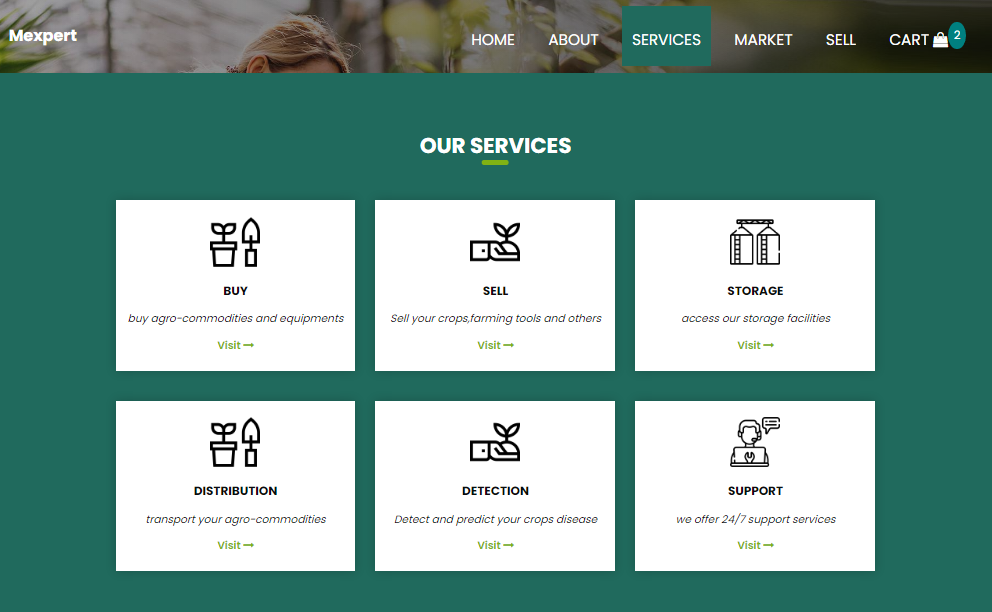 Mexpert
HOME ABOUT SERVICES MARKET SELL CART 2
OUR SERVICES
BUY SELL STORAGE
buy agro-commodities and equipments Sell your crops,farming tools and others access our storage facilities
Visit Visit Visit
DISTRIBUTION DETECTION SUPPORT
transport your agro-commodities Detect and predict your crops disease we offer 24/7 support services
Visit Visit Visit